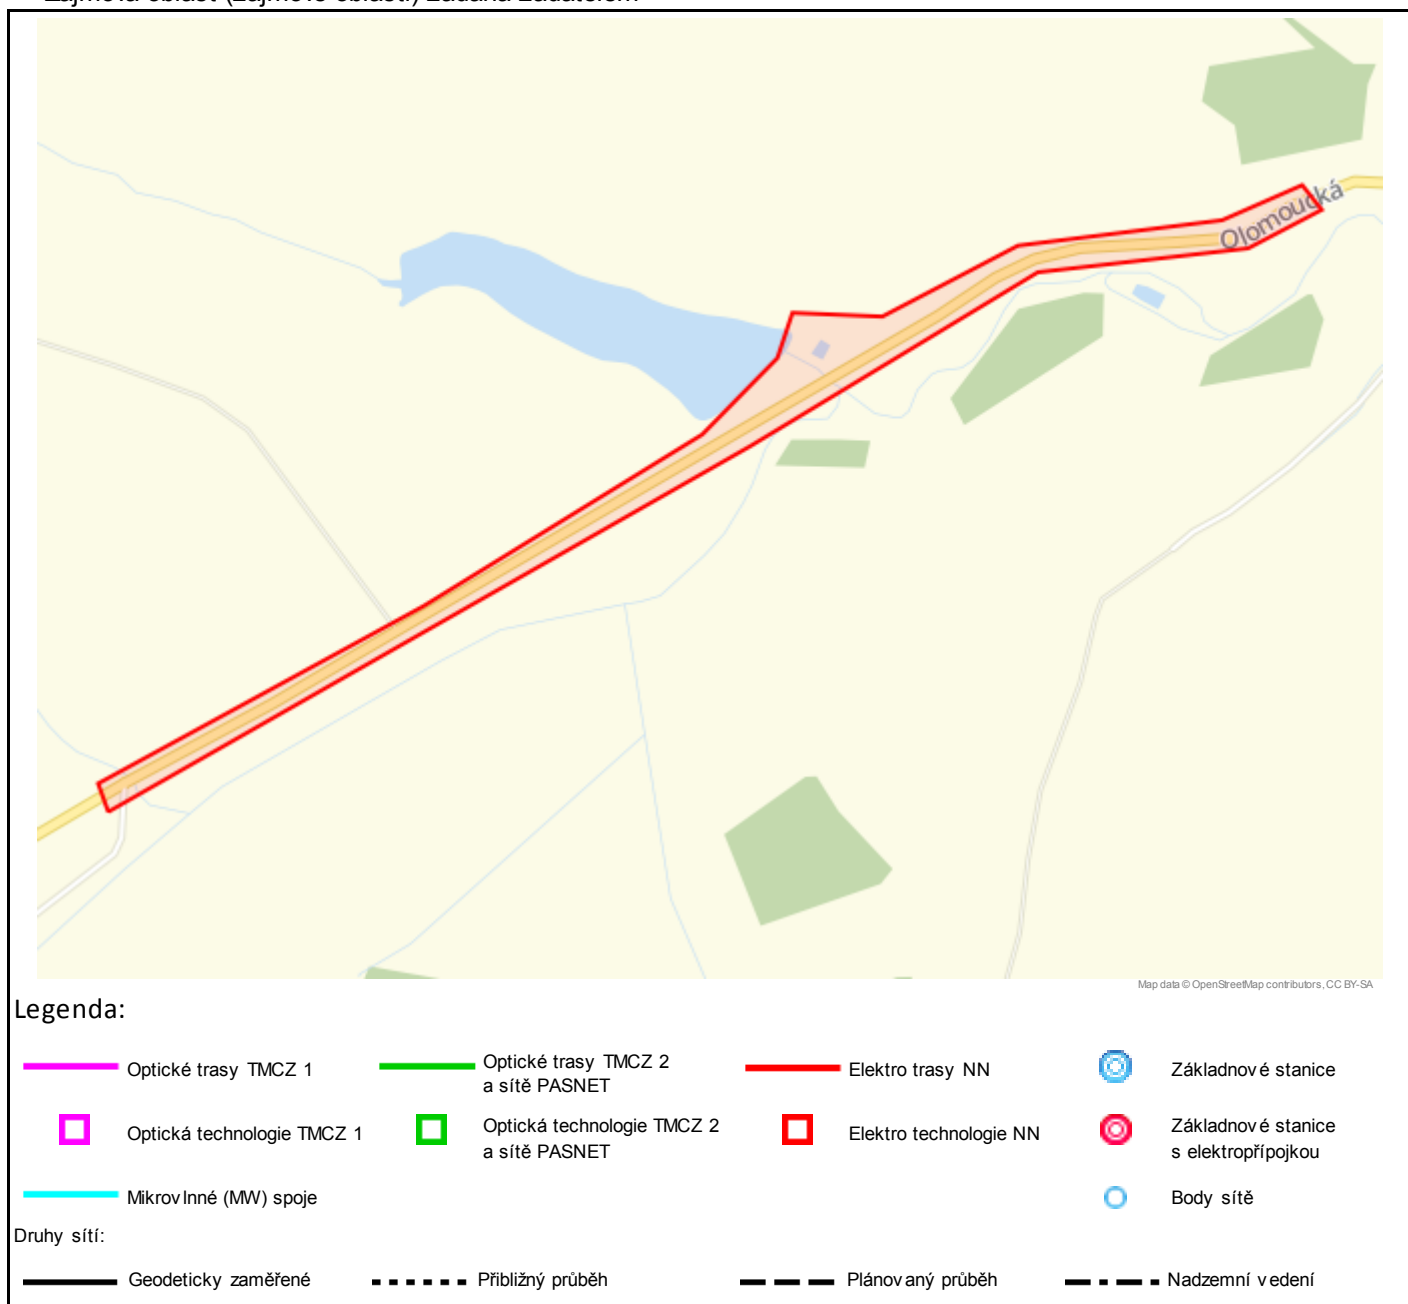 Olomoucká
Map data © OpenStreetMap contributors, CC BY-SA
Legenda:
Optické trasy TMCZ 1
Optické trasy TMCZ 2
a sítě PASNET
Elektro trasy NN
Základnové stanice
Optická technologie TMCZ 1
Optická technologie TMCZ 2
a sítě PASNET
Elektro technologie NN
Základnové stanice
s elektropřípojkou
Mikrovlnné (MW) spoje
Body sítě
Druhy sítí:
Geodeticky zaměřené
Přibližný průběh
Plánovaný průběh
Nadzemní vedení